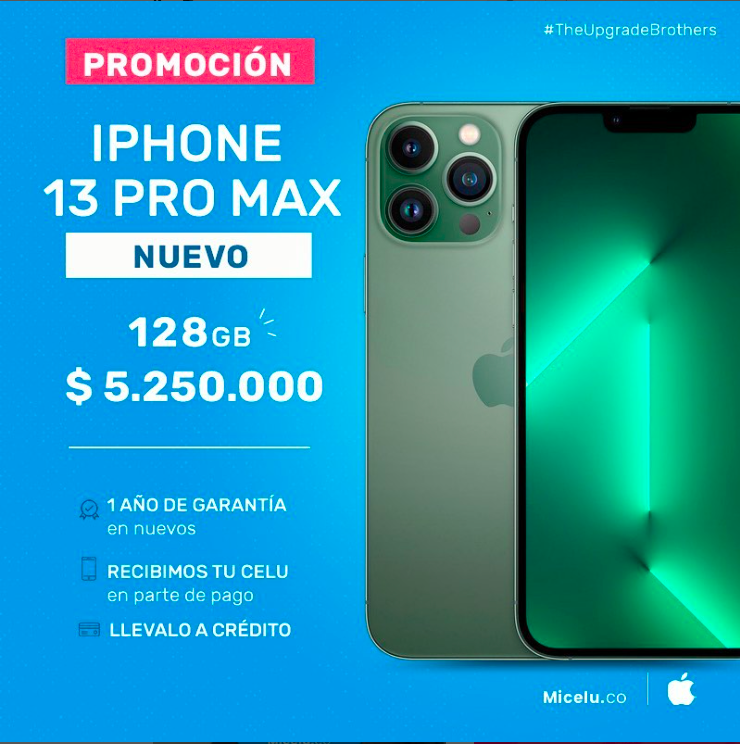 #TheUpgradeBrothers
PROMOCIÓN
IPHONE
13 PRO MAX
NUEVO
128GB
$ 5.250.000
1 AÑO DE GARANTÍA
en nuevos
RECIBIMOS TU CELU
en parte de pago
LLEVALO A CRÉDITO
Micelu.co